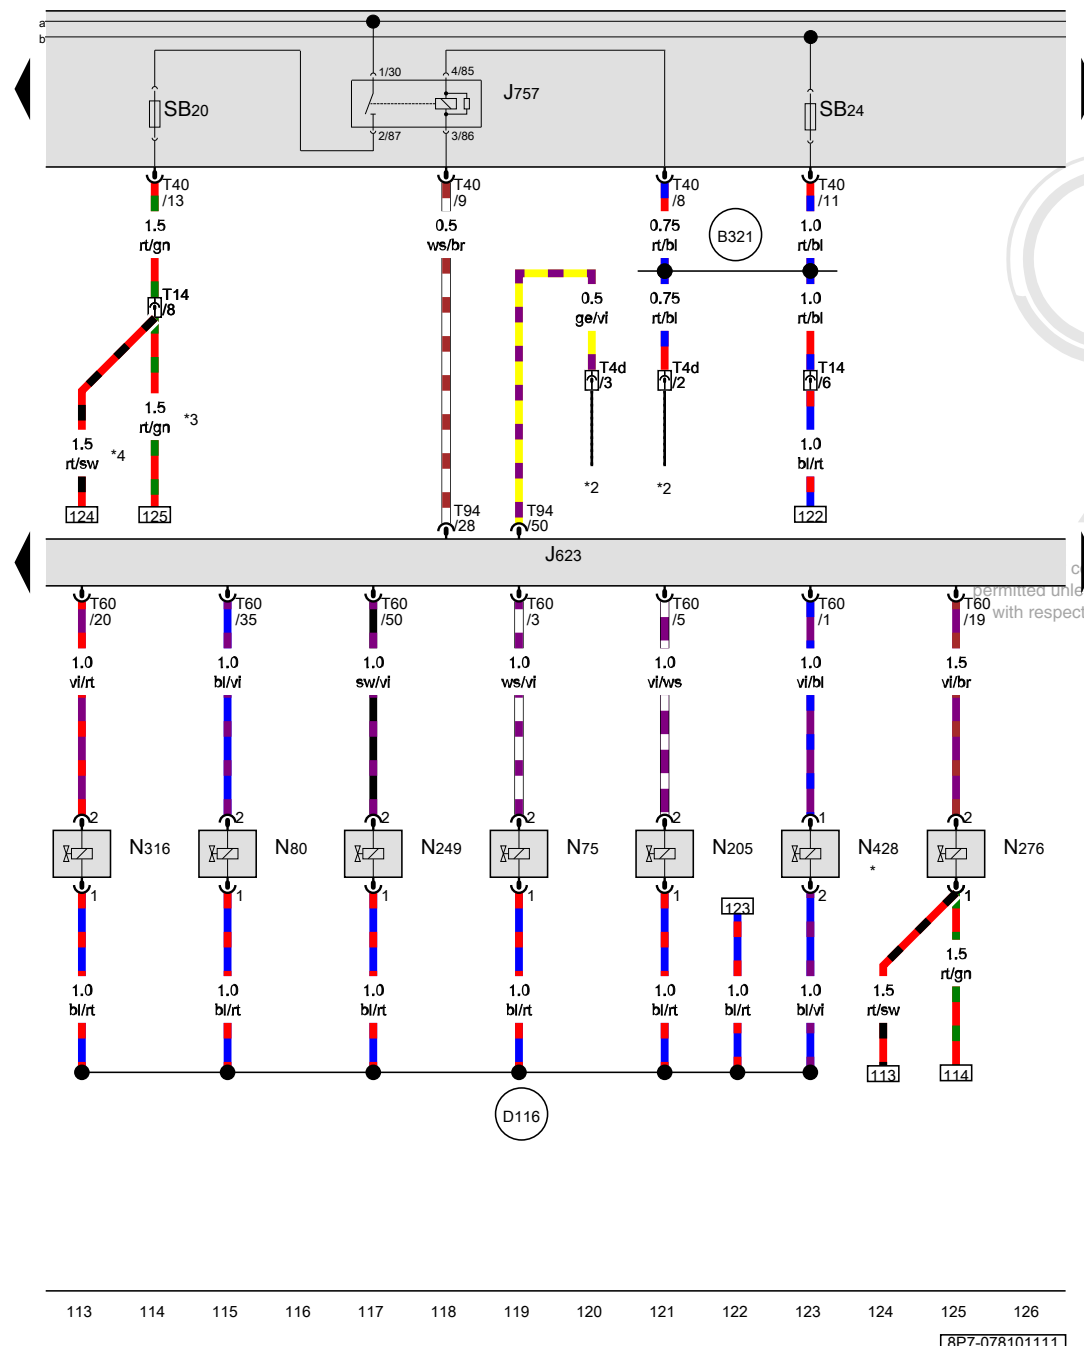 a
b
1/30
4/85
J757
SB20
SB24
2/87
3/86
T40
/13
T40
/9
T40
/8
T40
/11
1.5
rt/gn
0.5
ws/br
0.75
rt/bl
B321
1.0
rt/bl
T14
/8
0.5
ge/vi
0.75
rt/bl
1.0
rt/bl
T4d
/3
T4d
/2
T14
/6
1.5
rt/gn
*3
1.5
rt/sw
*4
1.0
bl/rt
*2
*2
124
125
T94
/28
T94
/50
122
J623
permitted unle
with respect
T60
/20
T60
/35
T60
/50
T60
/3
T60
/5
T60
/1
T60
/19
1.0
vi/rt
1.0
bl/vi
1.0
sw/vi
1.0
ws/vi
1.0
vi/ws
1.0
vi/bl
1.5
vi/br
2
2
2
2
2
1
2
N316
N80
N249
N75
N205
N428
*
N276
1
1
1
1
1
2
1
123
1.5
rt/gn
1.0
bl/rt
1.0
bl/rt
1.0
bl/rt
1.0
bl/rt
1.0
bl/rt
1.0
bl/rt
1.0
bl/vi
1.5
rt/sw
113
114
D116
113 114 115 116 117 118 119 120 121 122 123 124 125 126
8P7-078101111